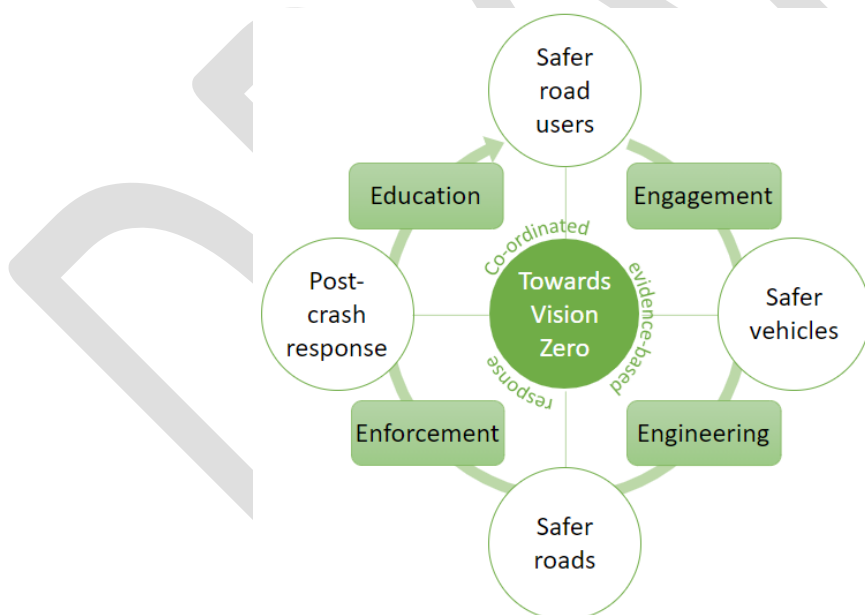 Safer
road
users
Education
Engagement
Co-ordinated
evidence-based
response
Post-
crash
response
Towards
Vision
Zero
Safer
vehicles
Enforcement
Engineering
Safer
roads